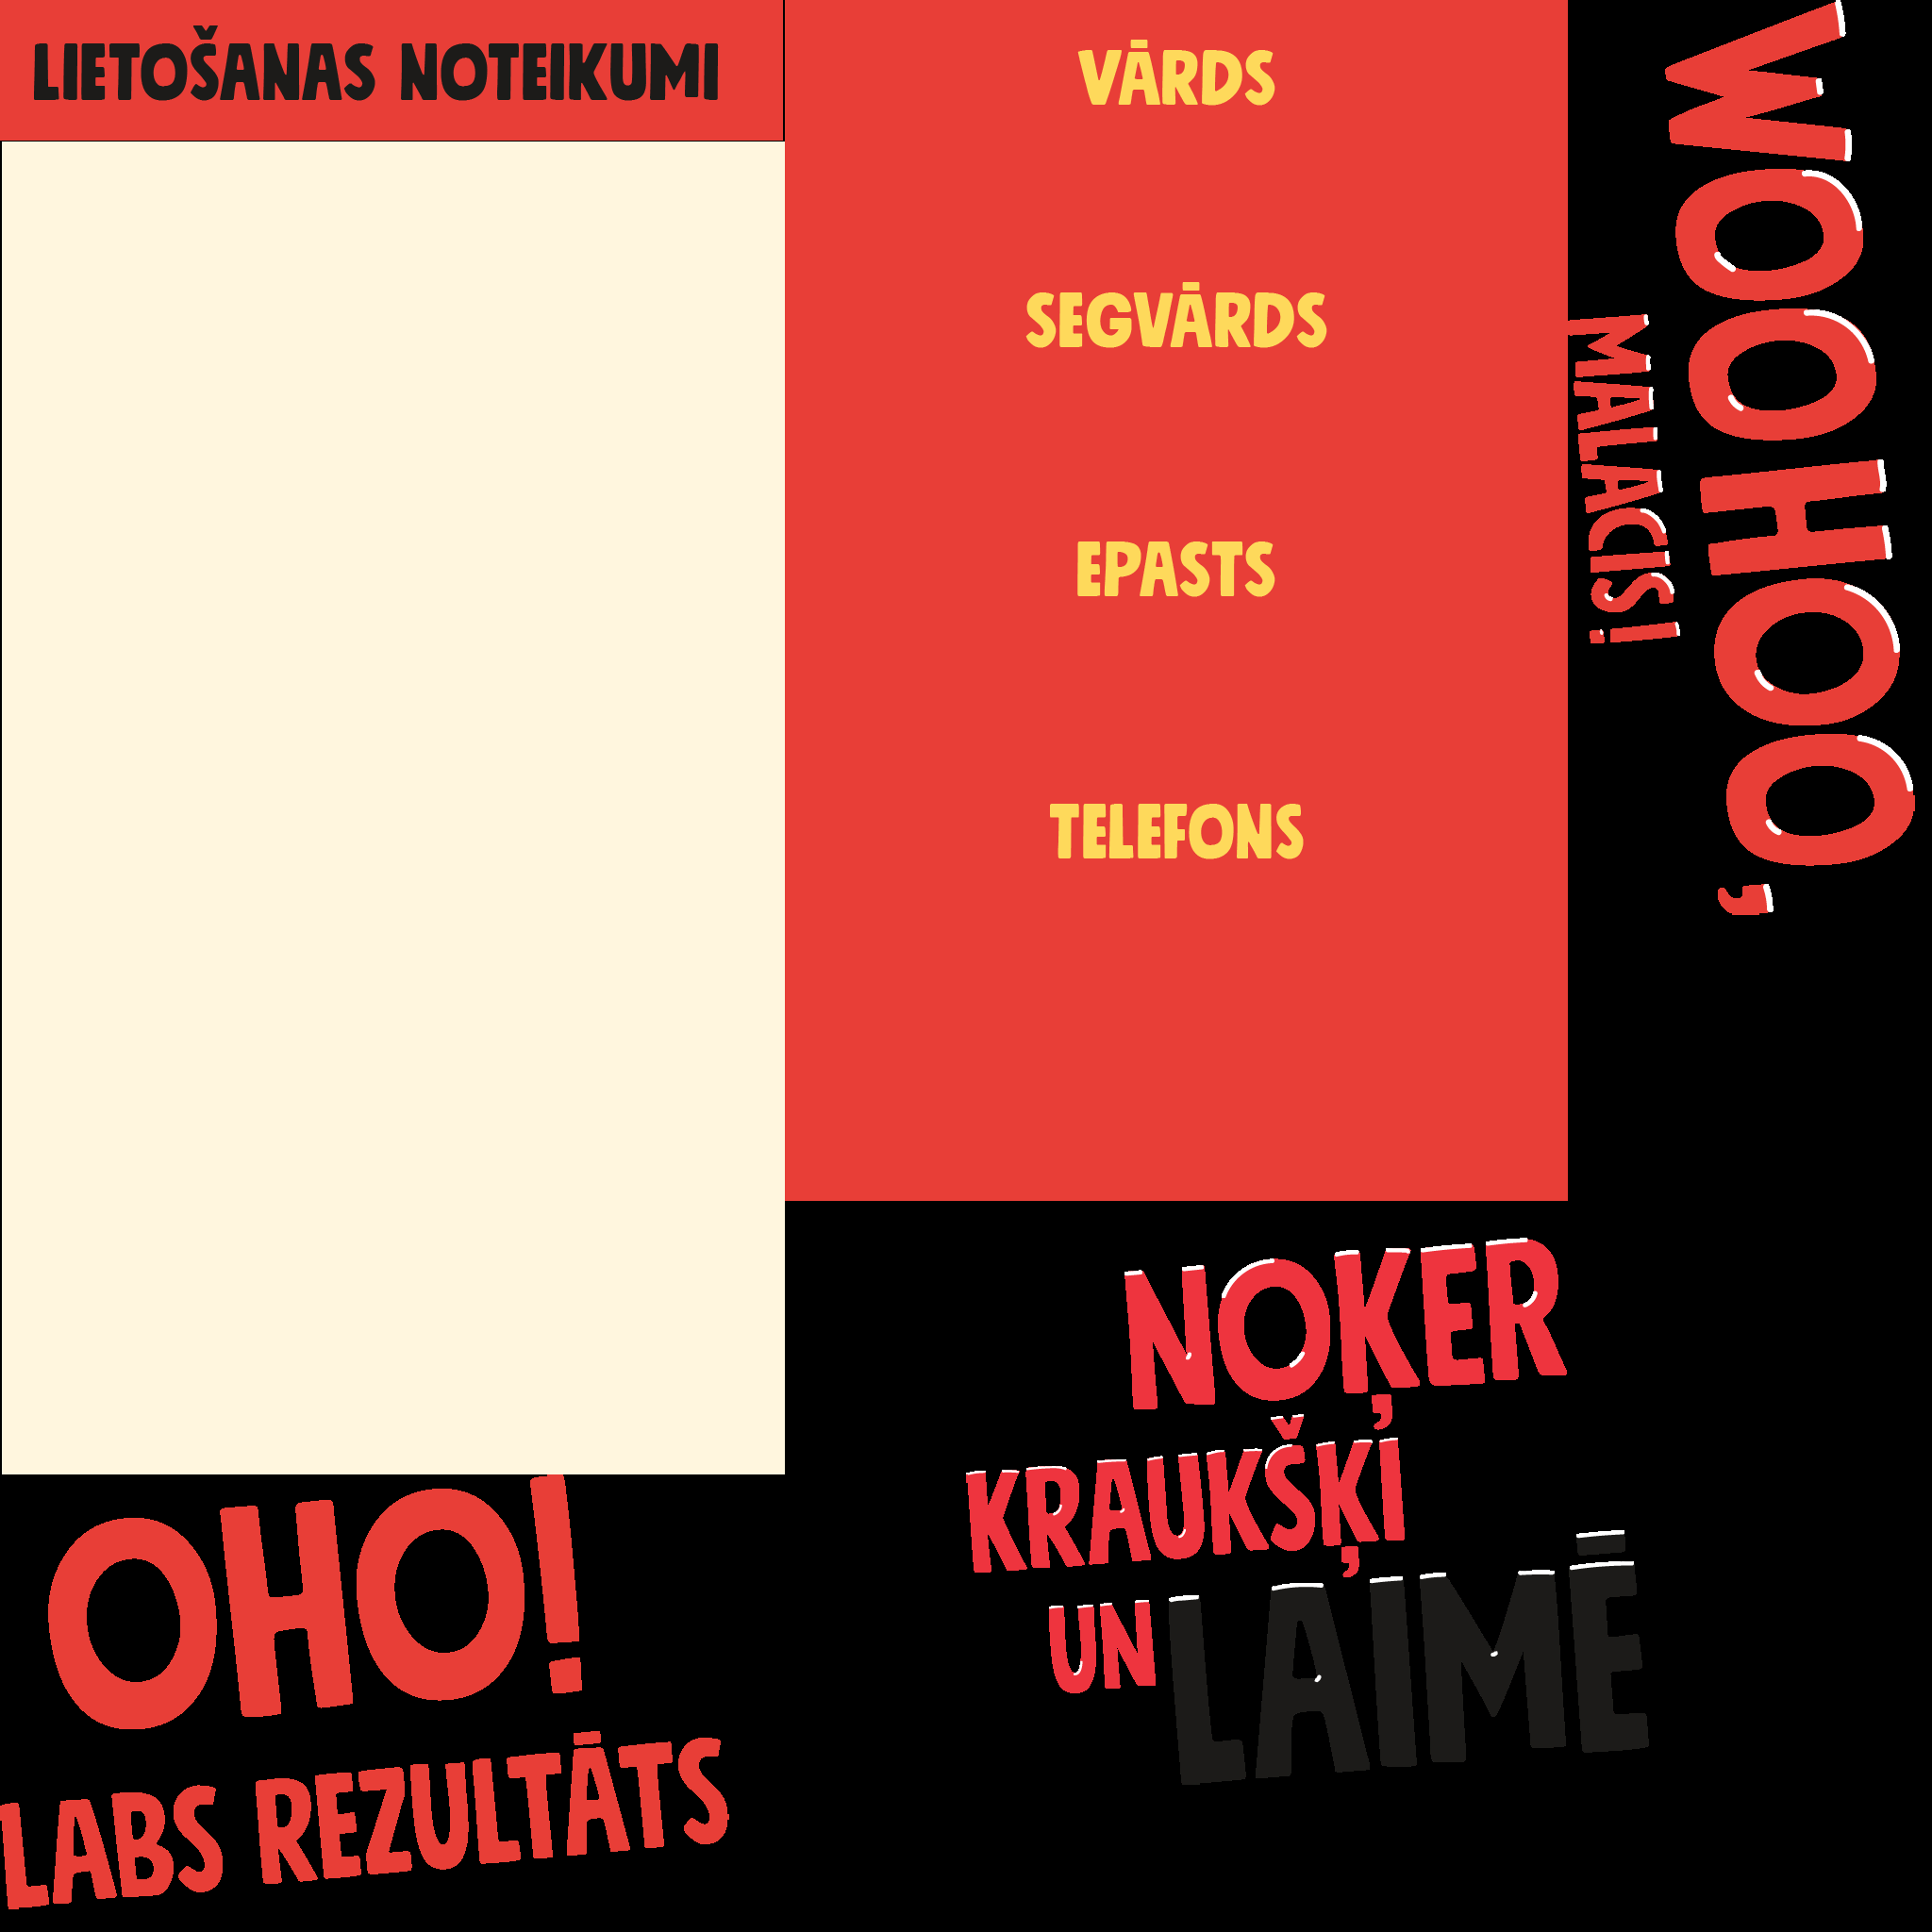 LIETOŠANAS NOTEIKUMI
VĀRDS
SEGVĀRDS
EPASTS
TELEFONS
WOOHOO,
MALACIS!
NOĶER
KRAUKŠĶI
UN LAIMĒ
OHO!
LABS REZULTĀTS